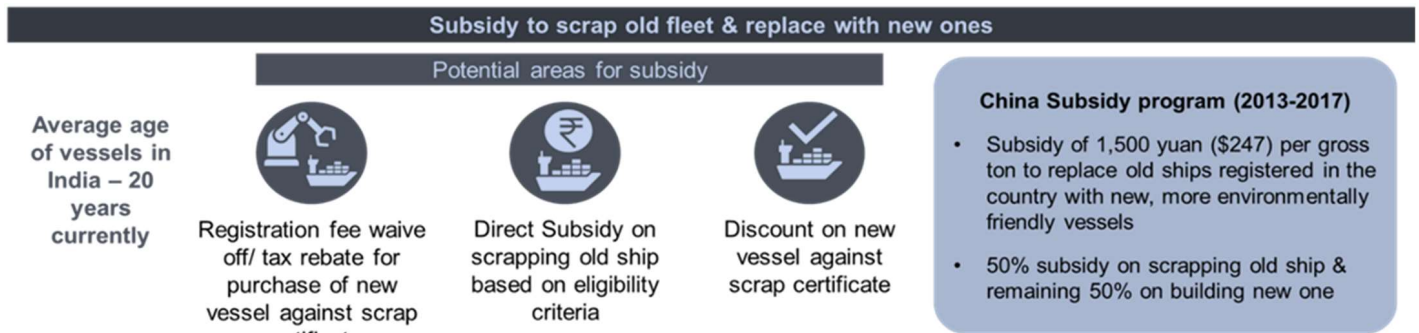 Subsidy to scrap old fleet & replace with new ones
Potential areas for subsidy
Average age
of vessels in
India – 20
years
currently
₹
Registration fee waive
off/ tax rebate for
purchase of new
vessel against scrap
Direct Subsidy on
scrapping old ship
based on eligibility
criteria
Discount on new
vessel against
scrap certificate
China Subsidy program (2013-2017)
• Subsidy of 1,500 yuan ($247) per gross
ton to replace old ships registered in the
country with new, more environmentally
friendly vessels
• 50% subsidy on scrapping old ship &
remaining 50% on building new one